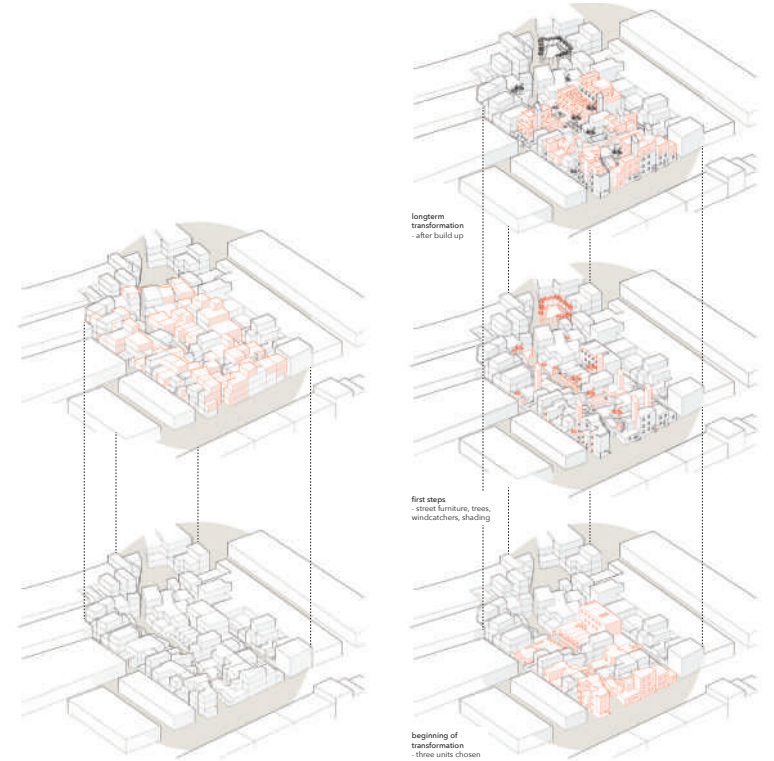 longterm
transformation
- after build up
first steps
- street furniture, trees,
windcatchers, shading
beginning of
transformation
- three units chosen